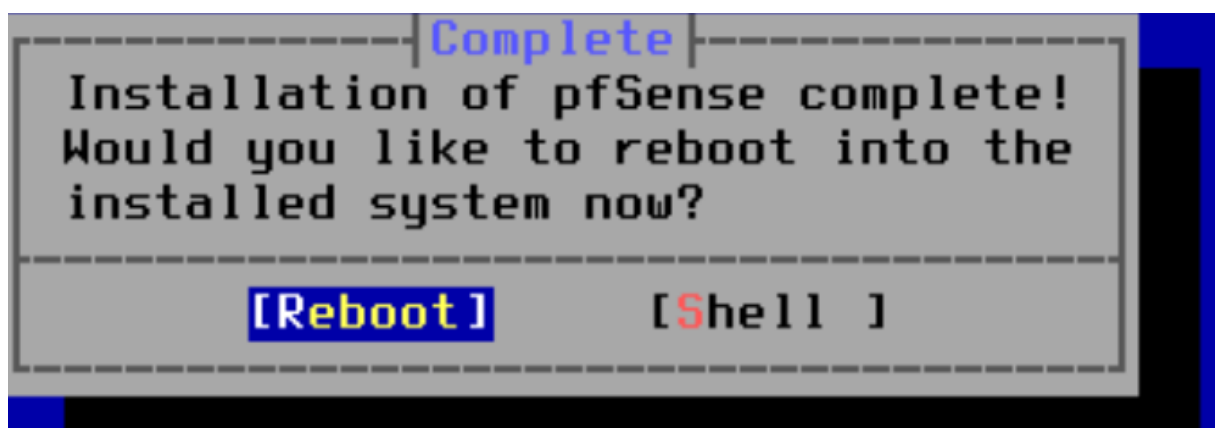 Complete
Installation of pfSense complete!
Would you like to reboot into the
installed system now?
[Reboot] [Shell ]